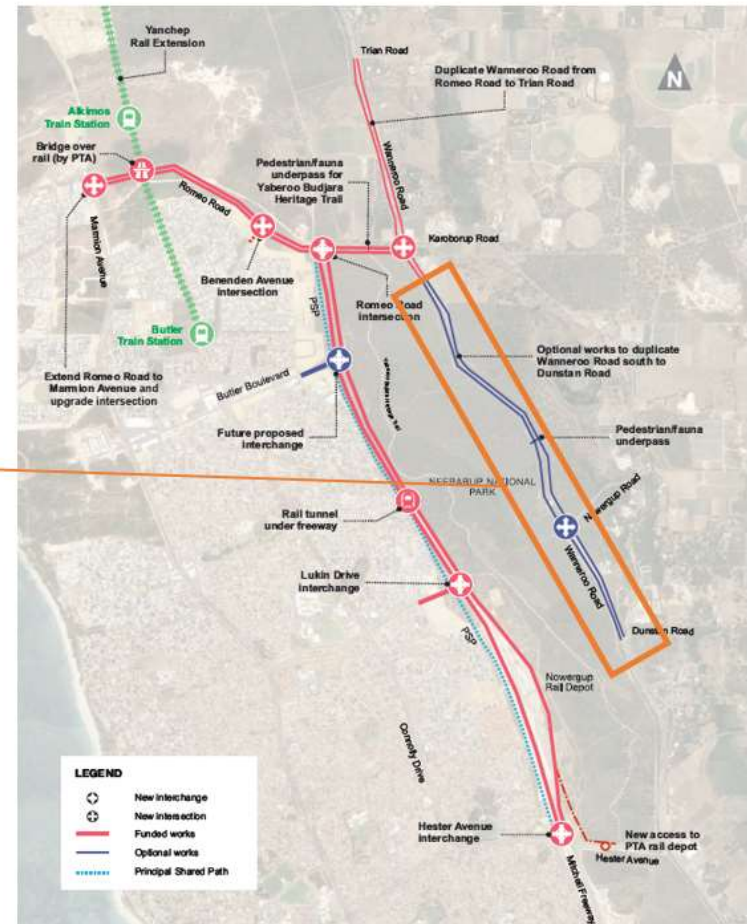 Yanchep
Rail Extension
Trian Road
Duplicate Wanneroo Road from
Romeo Road to Trian Road
N
Alkimos
Train Station
Bridge over
rail (by PTA)
Pedestrian/fauna
underpass for
Yaberoo Budjara
Heritage Trail
Wanneroo Road
Romeo Road
Marmion Avenue
Karoborup Road
Benenden Avenue
intersection
PSP
Romeo Road
intersection
Butler
Train Station
Optional works to duplicate
Wanneroo Road south to
Dunstan Road
Extend Romeo Road to
Marmion Avenue and
upgrade intersection
Butler Boulevard
Future proposed
interchange
Pedestrian/fauna
underpass
NEERABUP NATIONAL
PARK
Nowergup Road
Rail tunnel
under freeway
Wanneroo Road
Lukin Drive
interchange
PSP
Dunstan Road
Nowergup
Rail Depot
Connolly Drive
LEGEND
New interchange
New intersection
Funded works
Optional works
Principal Shared Path
Hester Avenue
interchange
New access to
PTA rail depot
Hester Avenue
Mitchell Freeway